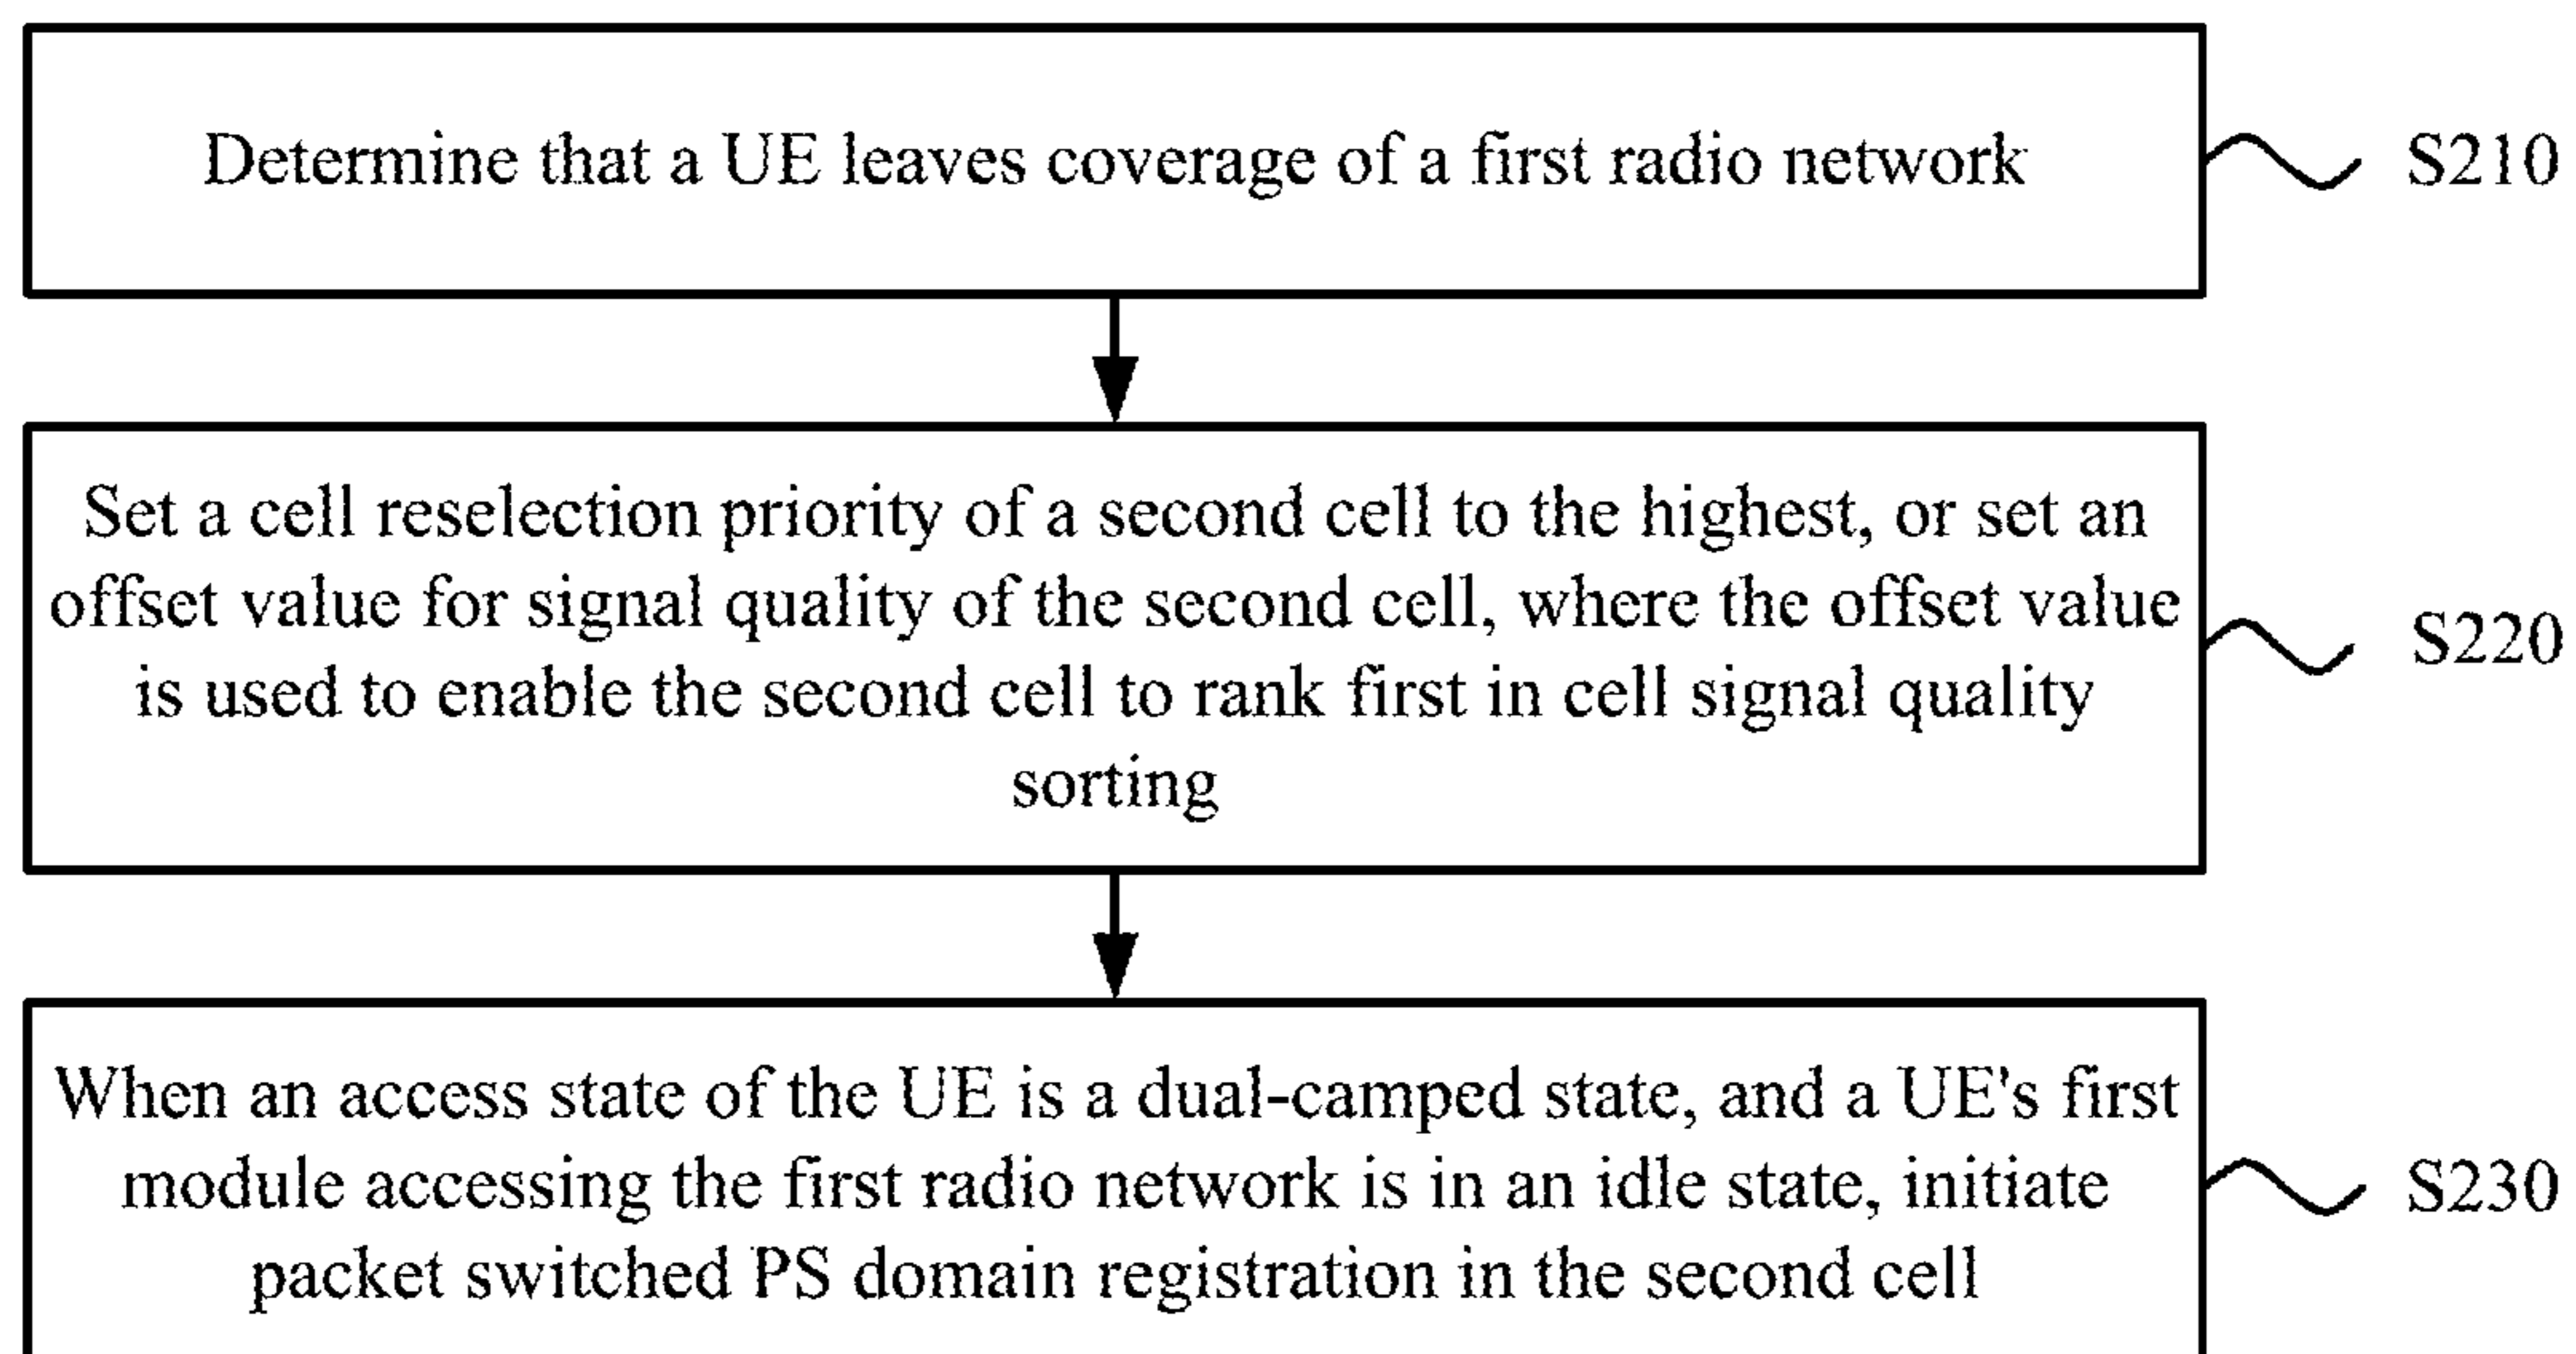 Determine that a UE leaves coverage of a first radio network
S210
Set a cell reselection priority of a second cell to the highest, or set an
offset value for signal quality of the second cell, where the offset value
is used to enable the second cell to rank first in cell signal quality
sorting
S220
When an access state of the UE is a dual-camped state, and a UE's first
module accessing the first radio network is in an idle state, initiate
packet switched PS domain registration in the second cell
S230